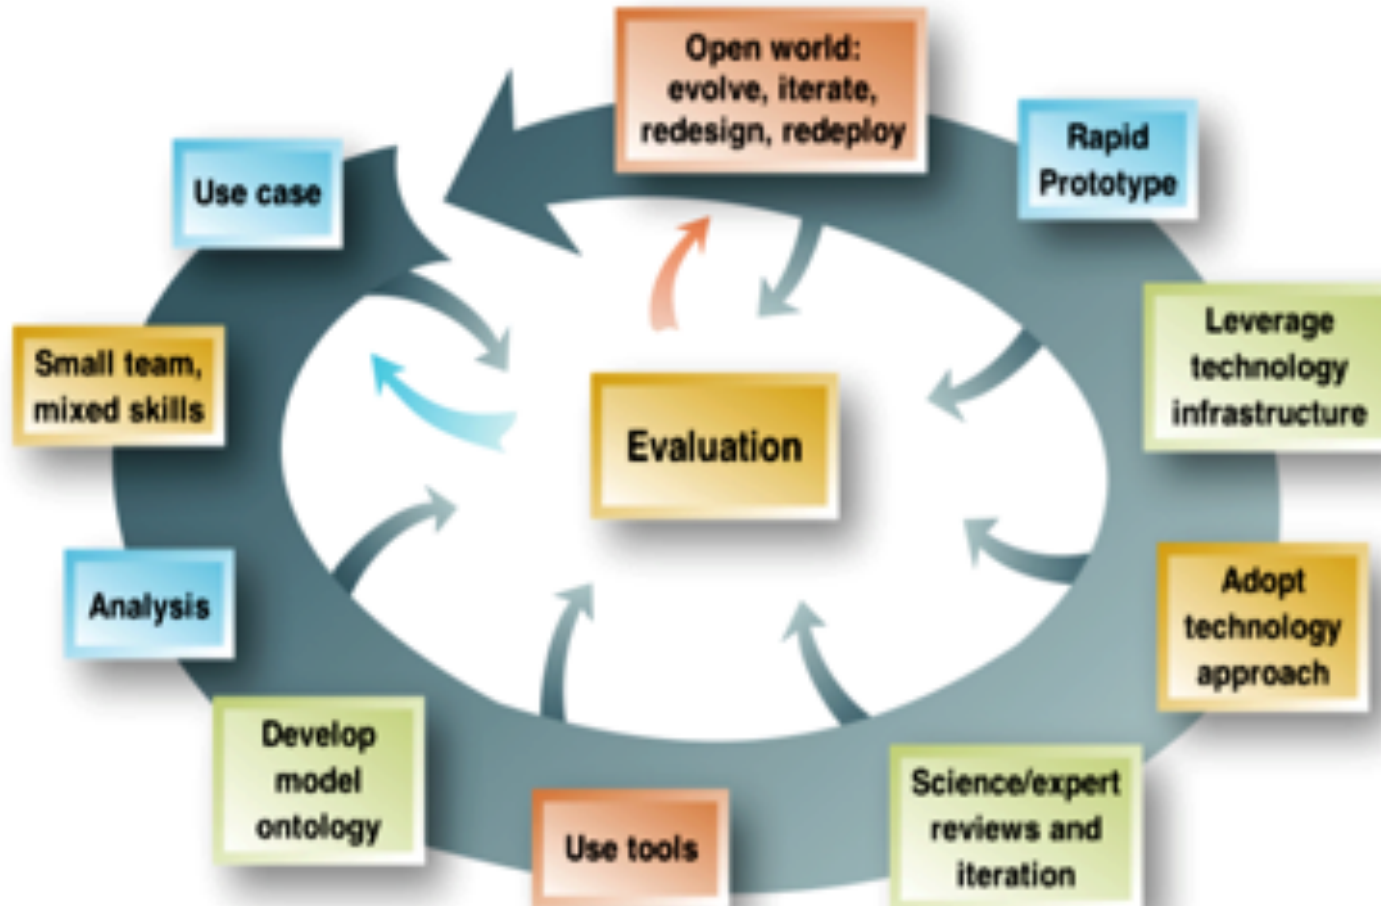 Open world:
evolve, iterate,
redesign, redeploy
Rapid
Prototype
Use case
Leverage
technology
infrastructure
Small team,
mixed skills
Evaluation
Adopt
technology
approach
Analysis
Develop
model
ontology
Science/expert
reviews and
iteration
Use tools